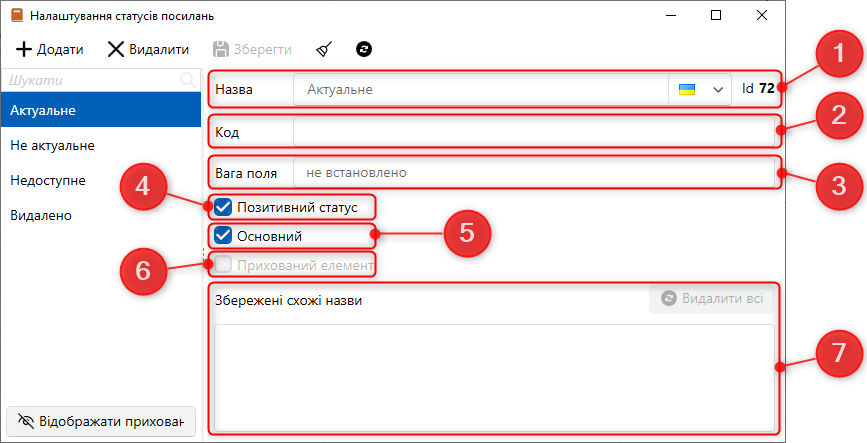 Налаштування статусів посилань
Додати Видалити Зберегти
Шукати
Актуальне
Не актуальне
Недоступне
Видалено
Відображати прихован
Назва Актуальне Id 72
Код
Вага поля не встановлено
Позитивний статус
Основний
Прихований елемент
Збережені схожі назви Видалити всі
1
2
3
4
5
6
7